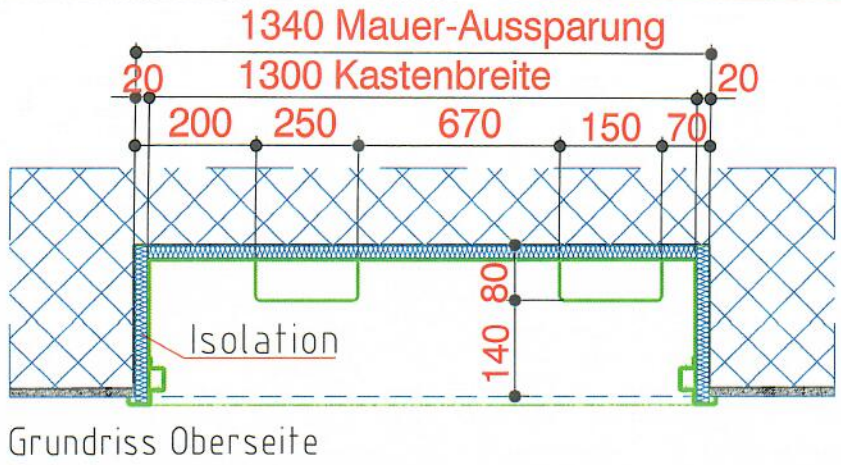 1340 Mauer-Aussparung
20 1300 Kastenbreite 20
200 250 670 150 70
80
140
Isolation
Grundriss Oberseite